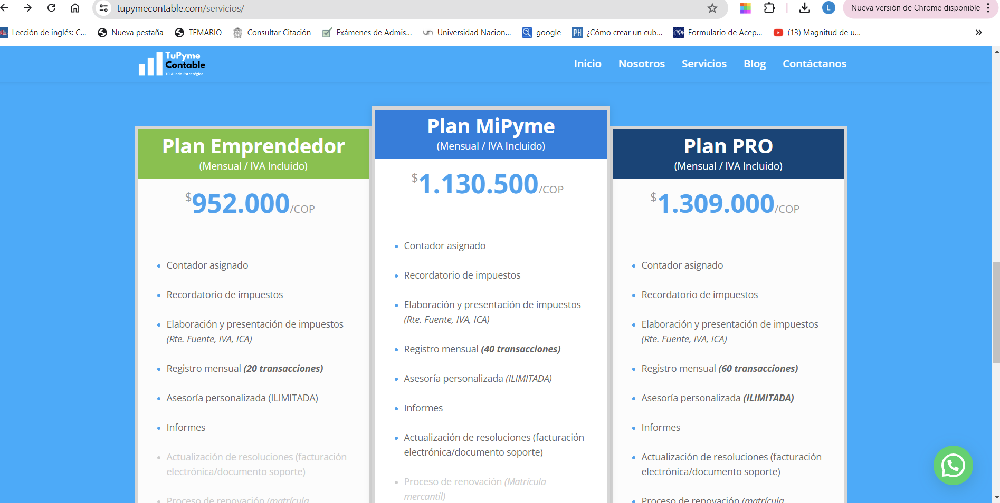 tupymecontable.com/servicios/
L
Nueva versión de Chrome disponible
Lección de inglés: C...
Nueva pestaña
TEMARIO
Consultar Citación
Exámenes de Admis...
Universidad Nacion...
google
PH
¿Cómo crear un cub...
Formulario de Acep...
(13) Magnitud de u...
TuPyme
Contable
Tú Aliado Estratégico
Inicio
Nosotros
Servicios
Blog
Contáctanos
Plan Emprendedor
(Mensual / IVA Incluido)
$952.000/COP
Contador asignado
Recordatorio de impuestos
Elaboración y presentación de impuestos
(Rte. Fuente, IVA, ICA)
Registro mensual (20 transacciones)
Asesoría personalizada (ILIMITADA)
Informes
Actualización de resoluciones (facturación
electrónica/documento soporte)
Proceso de renovación (matrícula
Plan MiPyme
(Mensual / IVA Incluido)
$1.130.500/COP
Contador asignado
Recordatorio de impuestos
Elaboración y presentación de impuestos
(Rte. Fuente, IVA, ICA)
Registro mensual (40 transacciones)
Asesoría personalizada (ILIMITADA)
Informes
Actualización de resoluciones (facturación
electrónica/documento soporte)
Proceso de renovación (Matrícula
mercantil)
Plan PRO
(Mensual / IVA Incluido)
$1.309.000/COP
Contador asignado
Recordatorio de impuestos
Elaboración y presentación de impuestos
(Rte. Fuente, IVA, ICA)
Registro mensual (60 transacciones)
Asesoría personalizada (ILIMITADA)
Informes
Actualización de resoluciones (facturación
electrónica/documento soporte)
Proceso de renovación (matrícula